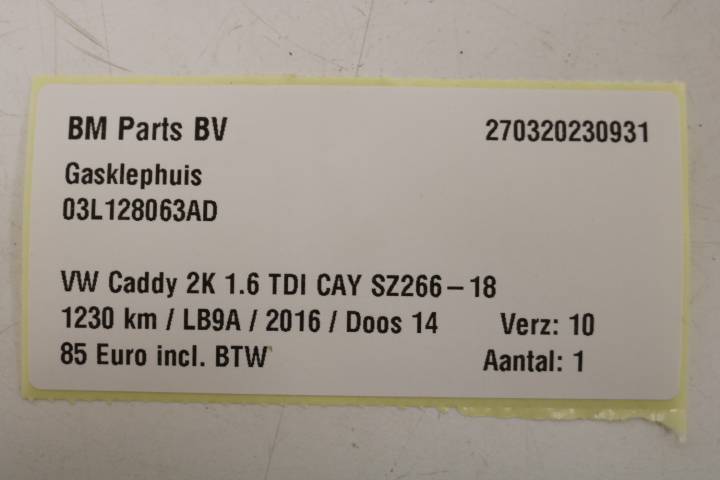 BM Parts BV 270320230931
Gasklephuis
03L128063AD
VW Caddy 2K 1.6 TDI CAY SZ266-18
1230 km / LB9A / 2016 / Doos 14 Verz: 10
85 Euro incl. BTW Aantal: 1